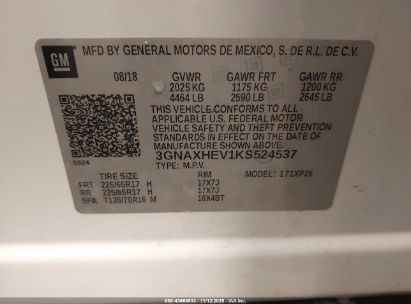 GM
MFD BY GENERAL MOTORS DE MEXICO, S. DE R.L. DE C.V.
08/18 GVWR GAWR FRT GAWR RR
2025 KG 1175 KG 1200 KG
4464 LB 2590 LB 2645 LB
THIS VEHICLE CONFORMS TO ALL
APPLICABLE U.S. FEDERAL MOTOR
VEHICLE SAFETY AND THEFT PREVENTION
STANDARDS IN EFFECT ON THE DATE OF
MANUFACTURE SHOWN ABOVE.
3GNAXHEV1KS524537
TYPE: M.P.V.
MODEL: 1XP26
TIRE SIZE RIM
FRT 225/65R17 H 17X7J
RR 225/65R17 H 17X7J
SPA T135/70R16 M 16X4BT